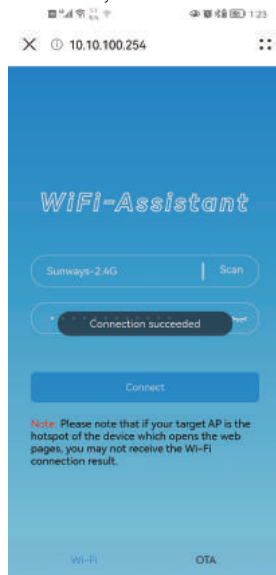 1:23
10.10.100.254
WiFi-Assistant
Sunways-2.4G | Scan
Connection succeeded
Connect
Note: Please note that if your target AP is the
hotspot of the device which opens the web
pages, you may not receive the Wi-Fi
connection result.
Wi-Fi OTA